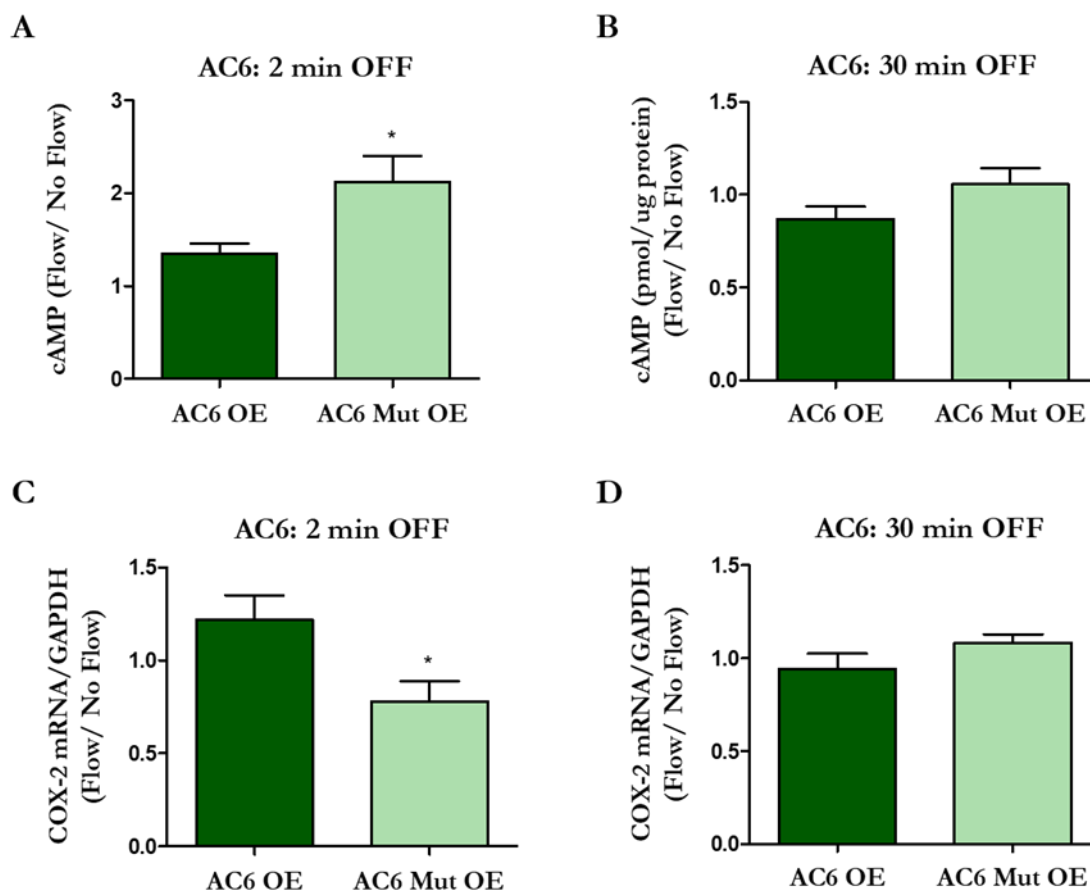 A
AC6: 2 min OFF
cAMP (Flow/ No Flow)
3
2
1
0
*
AC6 OE
AC6 Mut OE
B
AC6: 30 min OFF
cAMP (pmol/ug protein)
(Flow/ No Flow)
1.5
1.0
0.5
0.0
AC6 OE
AC6 Mut OE
C
AC6: 2 min OFF
COX-2 mRNA/GAPDH
(Flow/ No Flow)
1.5
1.0
0.5
0.0
*
AC6 OE
AC6 Mut OE
D
AC6: 30 min OFF
COX-2 mRNA/GAPDH
(Flow/ No Flow)
1.5
1.0
0.5
0.0
AC6 OE
AC6 Mut OE